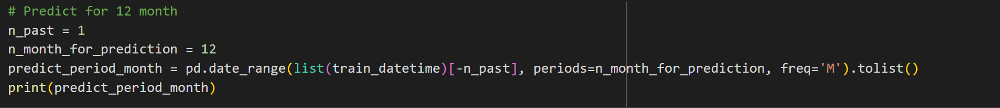 # Predict for 12 month
n_past = 1
n_month_for_prediction = 12
predict_period_month = pd.date_range(list(train_datetime)[-n_past], periods=n_month_for_prediction, freq='M').tolist()
print(predict_period_month)